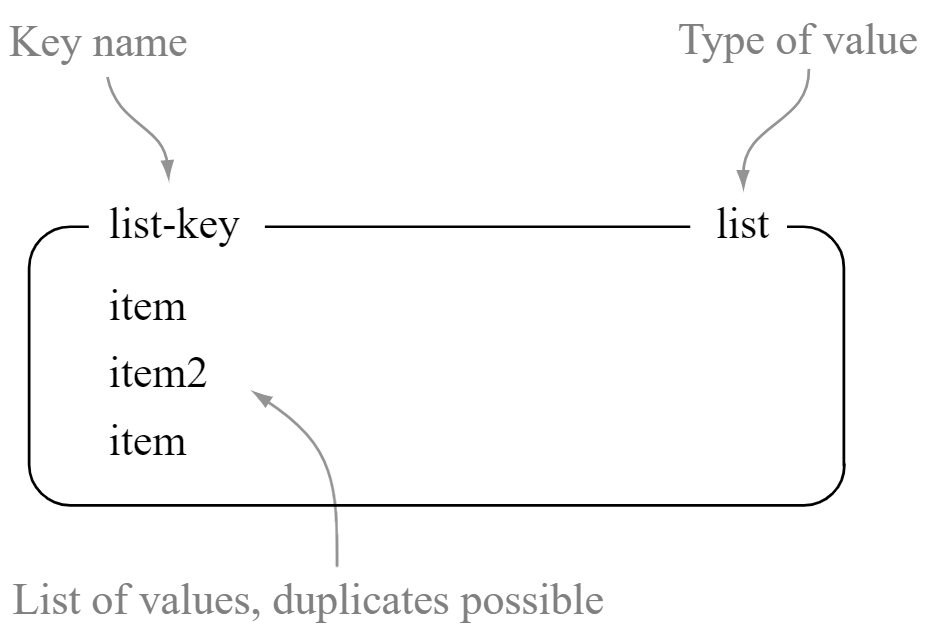 Key name
Type of value
list-key
list
item
item2
item
List of values, duplicates possible